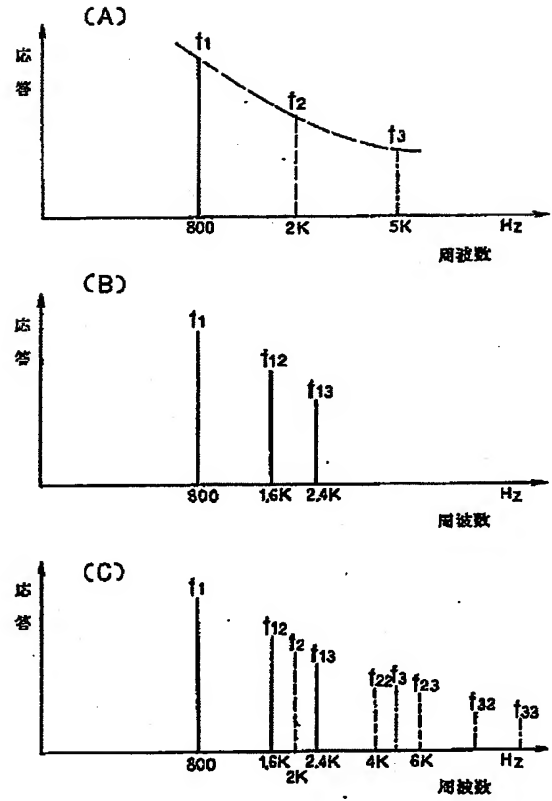 (A)
応答
f1
f2
f3
800
2K
5K
Hz
周波数
(B)
応答
f1
f12
f13
800
1,6K
2,4K
Hz
周波数
(C)
応答
f1
f12
f2
f13
f22
f3
f23
f32
f33
800
1,6K
2K
2,4K
4K
6K
Hz
周波数